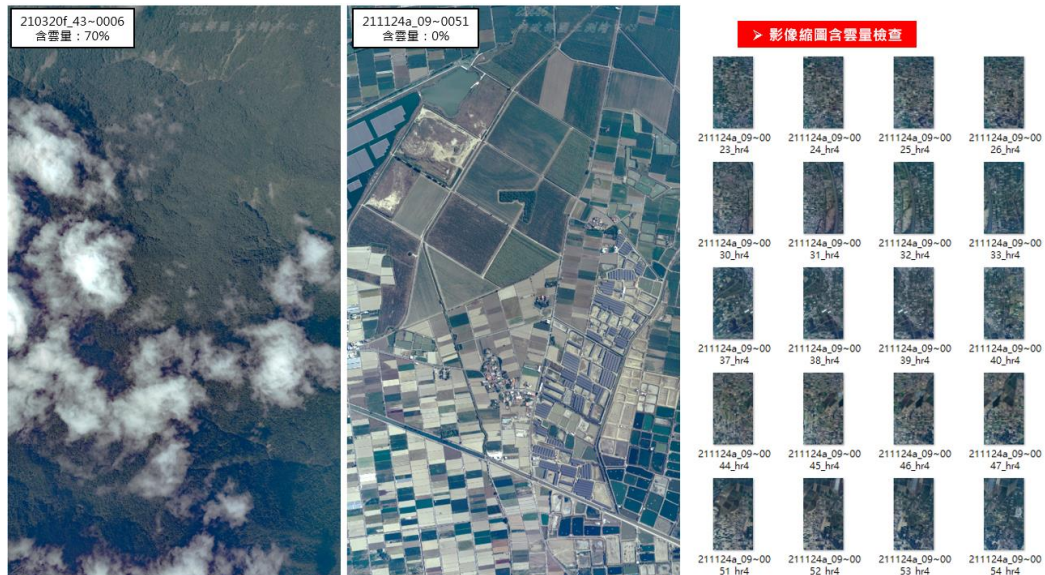 210320f_43~0006
含雲量：70%
211124a_09~0051
含雲量：0%
➢ 影像縮圖含雲量檢查
211124a_09~00
23_hr4
211124a_09~00
24_hr4
211124a_09~00
25_hr4
211124a_09~00
26_hr4
211124a_09~00
30_hr4
211124a_09~00
31_hr4
211124a_09~00
32_hr4
211124a_09~00
33_hr4
211124a_09~00
37_hr4
211124a_09~00
38_hr4
211124a_09~00
39_hr4
211124a_09~00
40_hr4
211124a_09~00
44_hr4
211124a_09~00
45_hr4
211124a_09~00
46_hr4
211124a_09~00
47_hr4
211124a_09~00
51_hr4
211124a_09~00
52_hr4
211124a_09~00
53_hr4
211124a_09~00
54_hr4